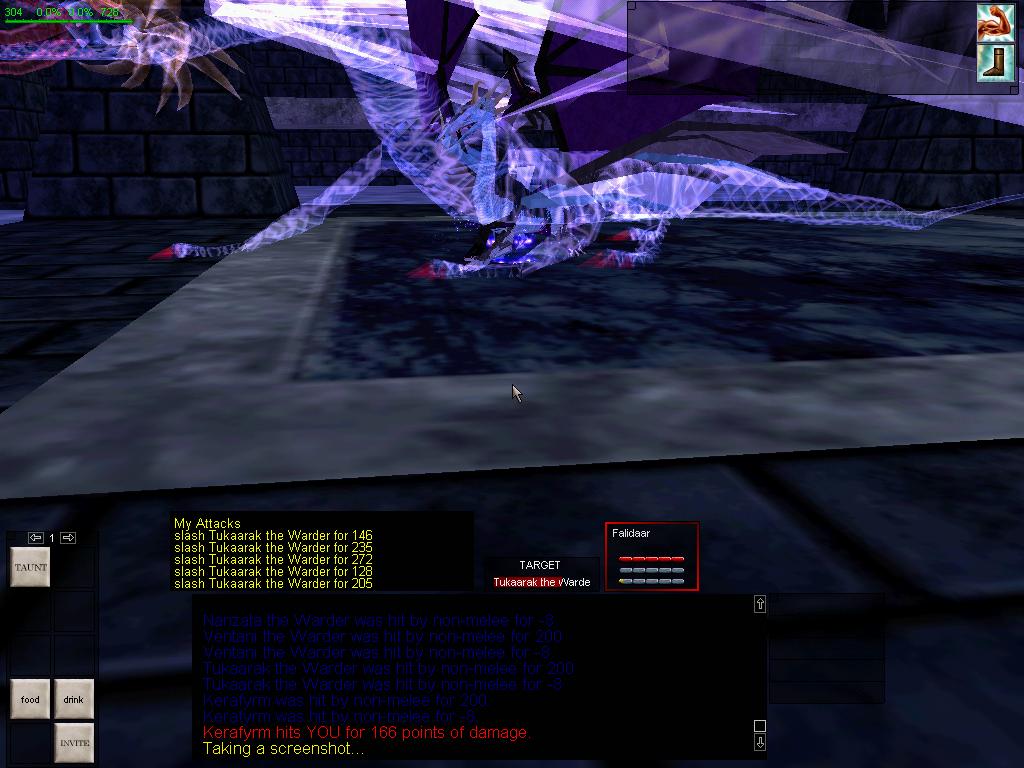 304 0.0% 0.0% 728
My Attacks
slash Tukaarak the Warder for 146
slash Tukaarak the Warder for 235
slash Tukaarak the Warder for 272
slash Tukaarak the Warder for 128
slash Tukaarak the Warder for 205
1
TAUNT
TARGET
Tukaarak the Warde
Falidaar
Nanzata the Warder was hit by non-melee for -8
Ventani the Warder was hit by non-melee for 200
Ventani the Warder was hit by non-melee for -8
Tukaarak the Warder was hit by non-melee for 200
Tukaarak the Warder was hit by non-melee for -8
Kerafyrm was hit by non-melee for 200
Kerafyrm was hit by non-melee for
Kerafyrm hits YOU for 166 points of damage.
Taking a screenshot...
food drink
INVITE